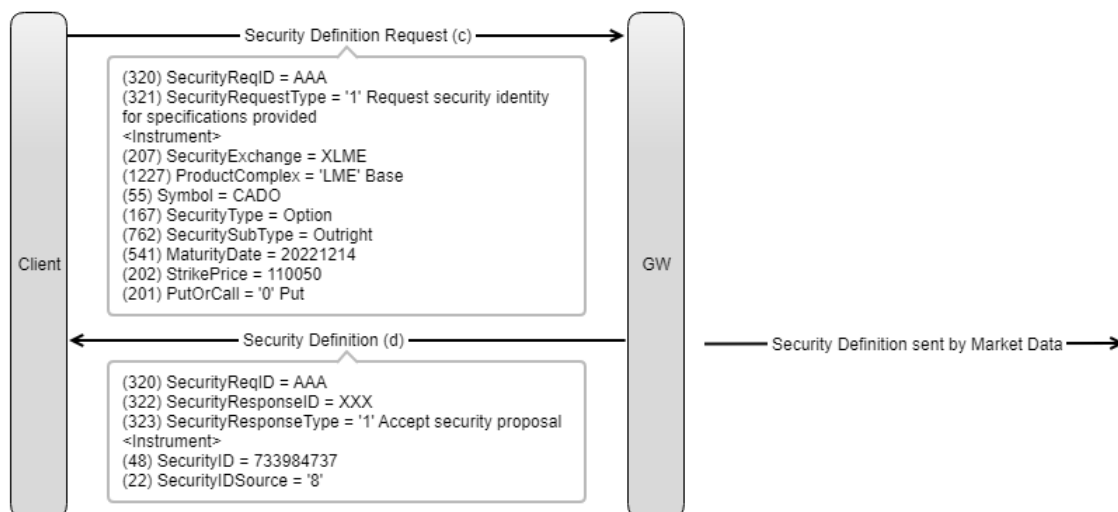 Security Definition Request (c)
(320) SecurityReqID = AAA
(321) SecurityRequestType = '1' Request security identity
for specifications provided
<Instrument>
(207) SecurityExchange = XLME
(1227) ProductComplex = 'LME' Base
(55) Symbol = CADO
(167) SecurityType = Option
(762) SecuritySubType = Outright
(541) MaturityDate = 20221214
(202) StrikePrice = 110050
(201) PutOrCall = '0' Put
Client
GW
Security Definition (d)
Security Definition sent by Market Data
(320) SecurityReqID = AAA
(322) SecurityResponseID = XXX
(323) SecurityResponseType = '1' Accept security proposal
<Instrument>
(48) SecurityID = 733984737
(22) SecurityIDSource = '8'